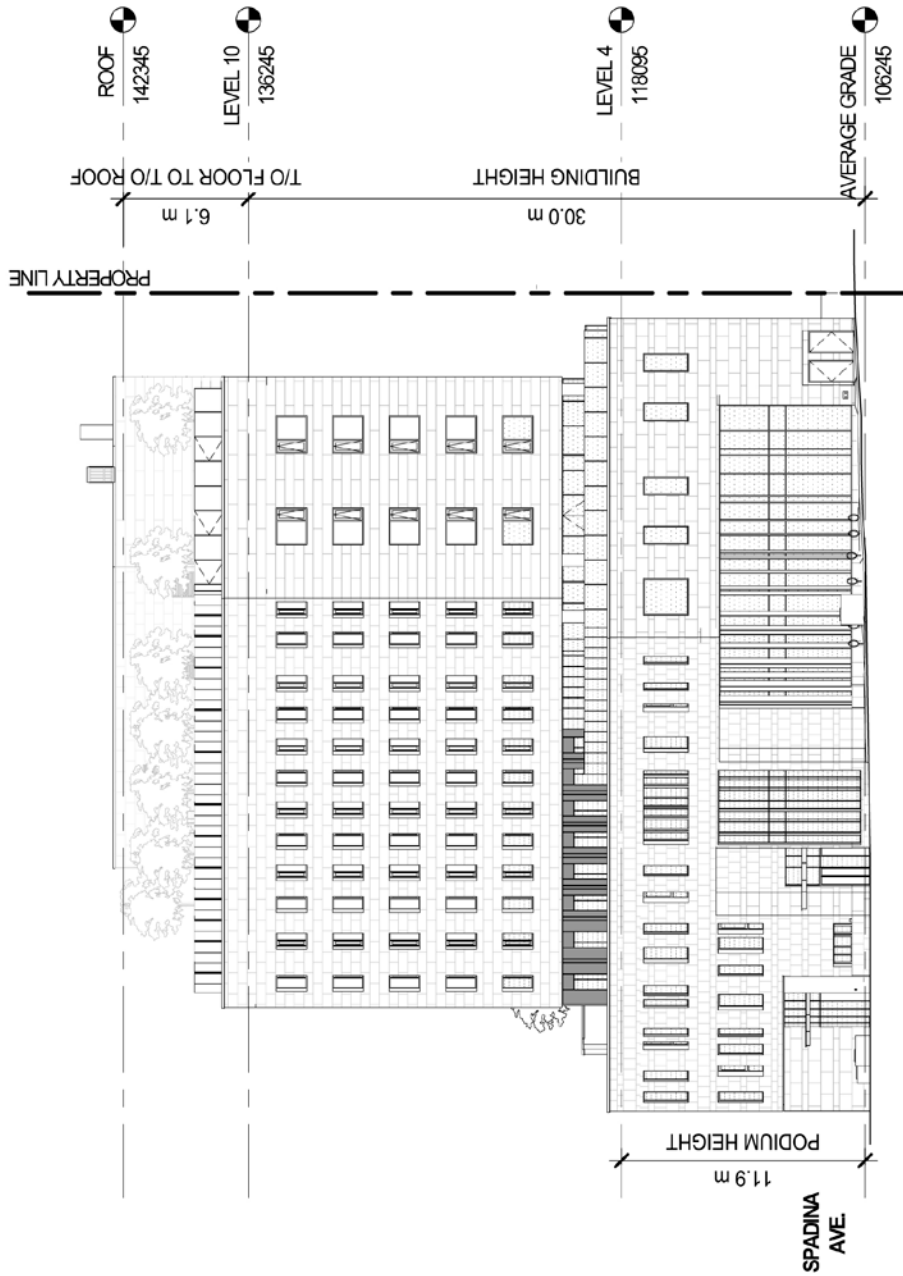 ROOF
142345
LEVEL 10
136245
LEVEL 4
118095
AVERAGE GRADE
106245
T/O FLOOR TO T/O ROOF
6.1 m
BUILDING HEIGHT
30.0 m
PROPERTY LINE
PODIUM HEIGHT
11.9 m
SPADINA
AVE.